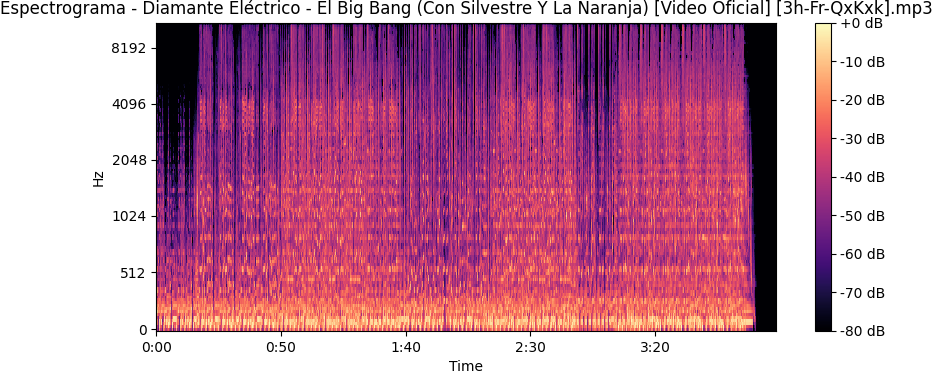 Espectrograma - Diamante Eléctrico - El Big Bang (Con Silvestre Y La Naranja) [Video Oficial] [3h-Fr-QxKxk].mp3
+0 dB
8192
-10 dB
4096
-20 dB
-30 dB
2048
-40 dB
Hz
1024
-50 dB
-60 dB
512
-70 dB
0
-80 dB
0:00 0:50 1:40 2:30 3:20
Time